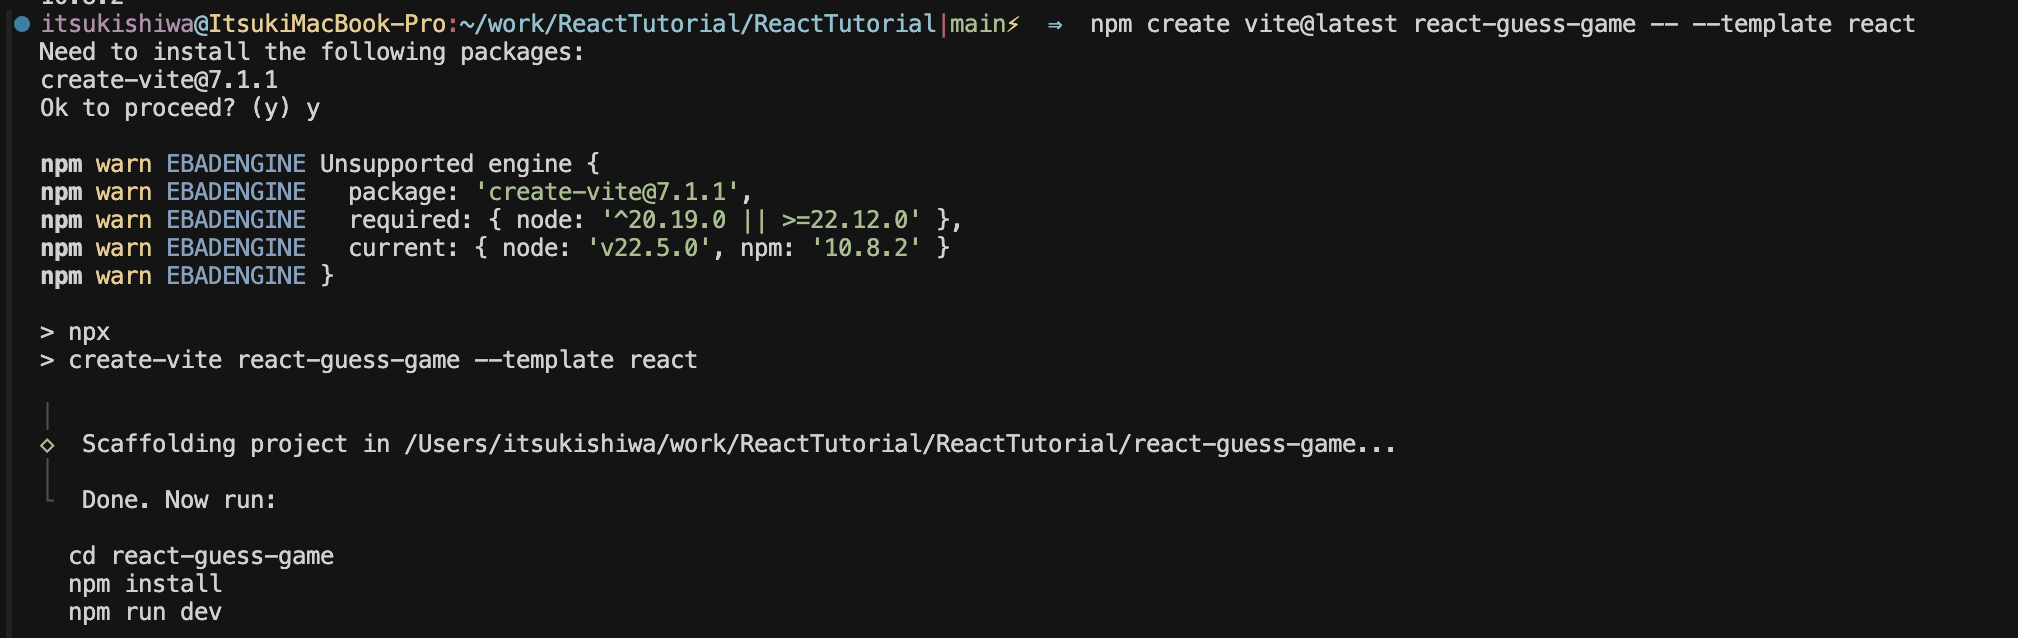 itsukishiwa@ItsukiMacBook-Pro:~/work/ReactTutorial/ReactTutorial|main⚡ ⇒ npm create vite@latest react-guess-game -- --template react
Need to install the following packages:
create-vite@7.1.1
Ok to proceed? (y) y
npm warn EBADENGINE Unsupported engine {
npm warn EBADENGINE   package: 'create-vite@7.1.1',
npm warn EBADENGINE   required: { node: '^20.19.0 || >=22.12.0' },
npm warn EBADENGINE   current: { node: 'v22.5.0', npm: '10.8.2' }
npm warn EBADENGINE }
> npx
> create-vite react-guess-game --template react
◇  Scaffolding project in /Users/itsukishiwa/work/ReactTutorial/ReactTutorial/react-guess-game...
Done. Now run:
cd react-guess-game
npm install
npm run dev